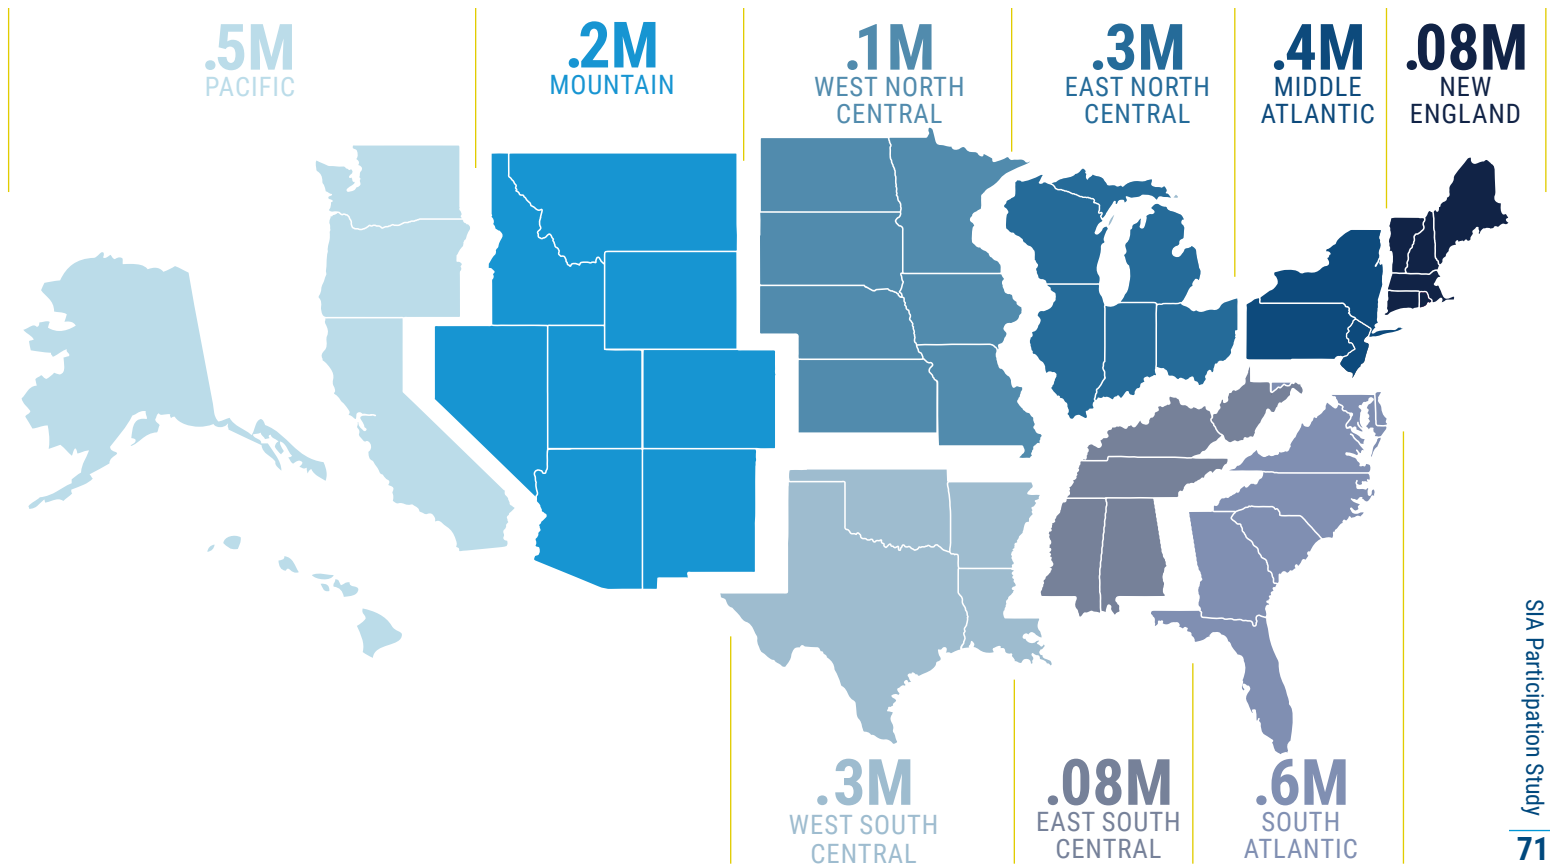 .5M
PACIFIC
.2M
MOUNTAIN
.1M
WEST NORTH
CENTRAL
.3M
EAST NORTH
CENTRAL
.4M
MIDDLE
ATLANTIC
.08M
NEW
ENGLAND
.3M
WEST SOUTH
CENTRAL
.08M
EAST SOUTH
CENTRAL
.6M
SOUTH
ATLANTIC
SIA Participation Study
71